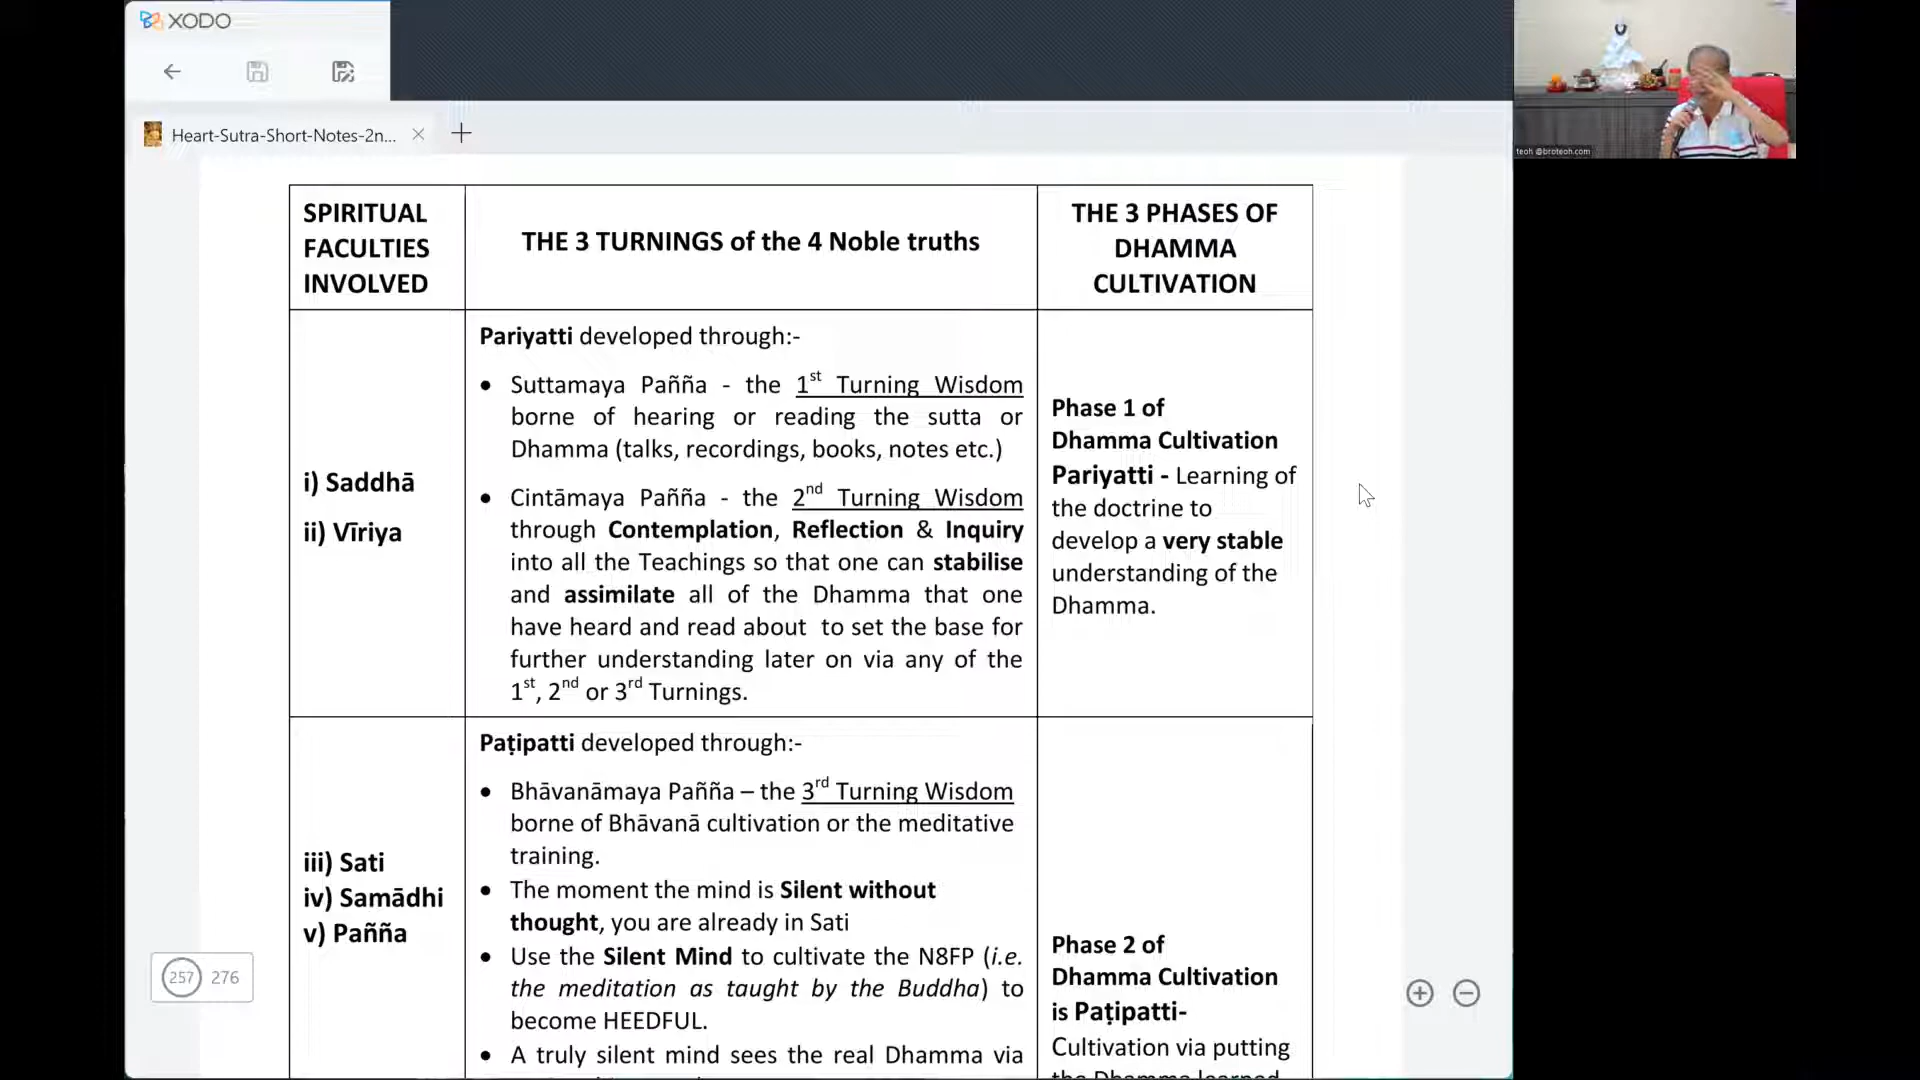 XODO
Heart-Sutra-Short-Notes-2n...
teoh @broteoh.com
SPIRITUAL
FACULTIES
INVOLVED
THE 3 TURNINGS of the 4 Noble truths
THE 3 PHASES OF
DHAMMA
CULTIVATION
i) Saddhā
ii) Vīriya
Pariyatti developed through:-
• Suttamaya Pañña - the 1st Turning Wisdom
borne of hearing or reading the sutta or
Dhamma (talks, recordings, books, notes etc.)
• Cintāmaya Pañña - the 2nd Turning Wisdom
through Contemplation, Reflection & Inquiry
into all the Teachings so that one can stabilise
and assimilate all of the Dhamma that one
have heard and read about to set the base for
further understanding later on via any of the
1st, 2nd or 3rd Turnings.
Phase 1 of
Dhamma Cultivation
Pariyatti - Learning of
the doctrine to
develop a very stable
understanding of the
Dhamma.
iii) Sati
iv) Samādhi
v) Pañña
Paṭipatti developed through:-
• Bhāvanāmaya Pañña – the 3rd Turning Wisdom
borne of Bhāvanā cultivation or the meditative
training.
• The moment the mind is Silent without
thought, you are already in Sati
• Use the Silent Mind to cultivate the N8FP (i.e.
the meditation as taught by the Buddha) to
become HEEDFUL.
• A truly silent mind sees the real Dhamma via
Phase 2 of
Dhamma Cultivation
is Paṭipatti-
Cultivation via putting
the Dhamma learned
257 276